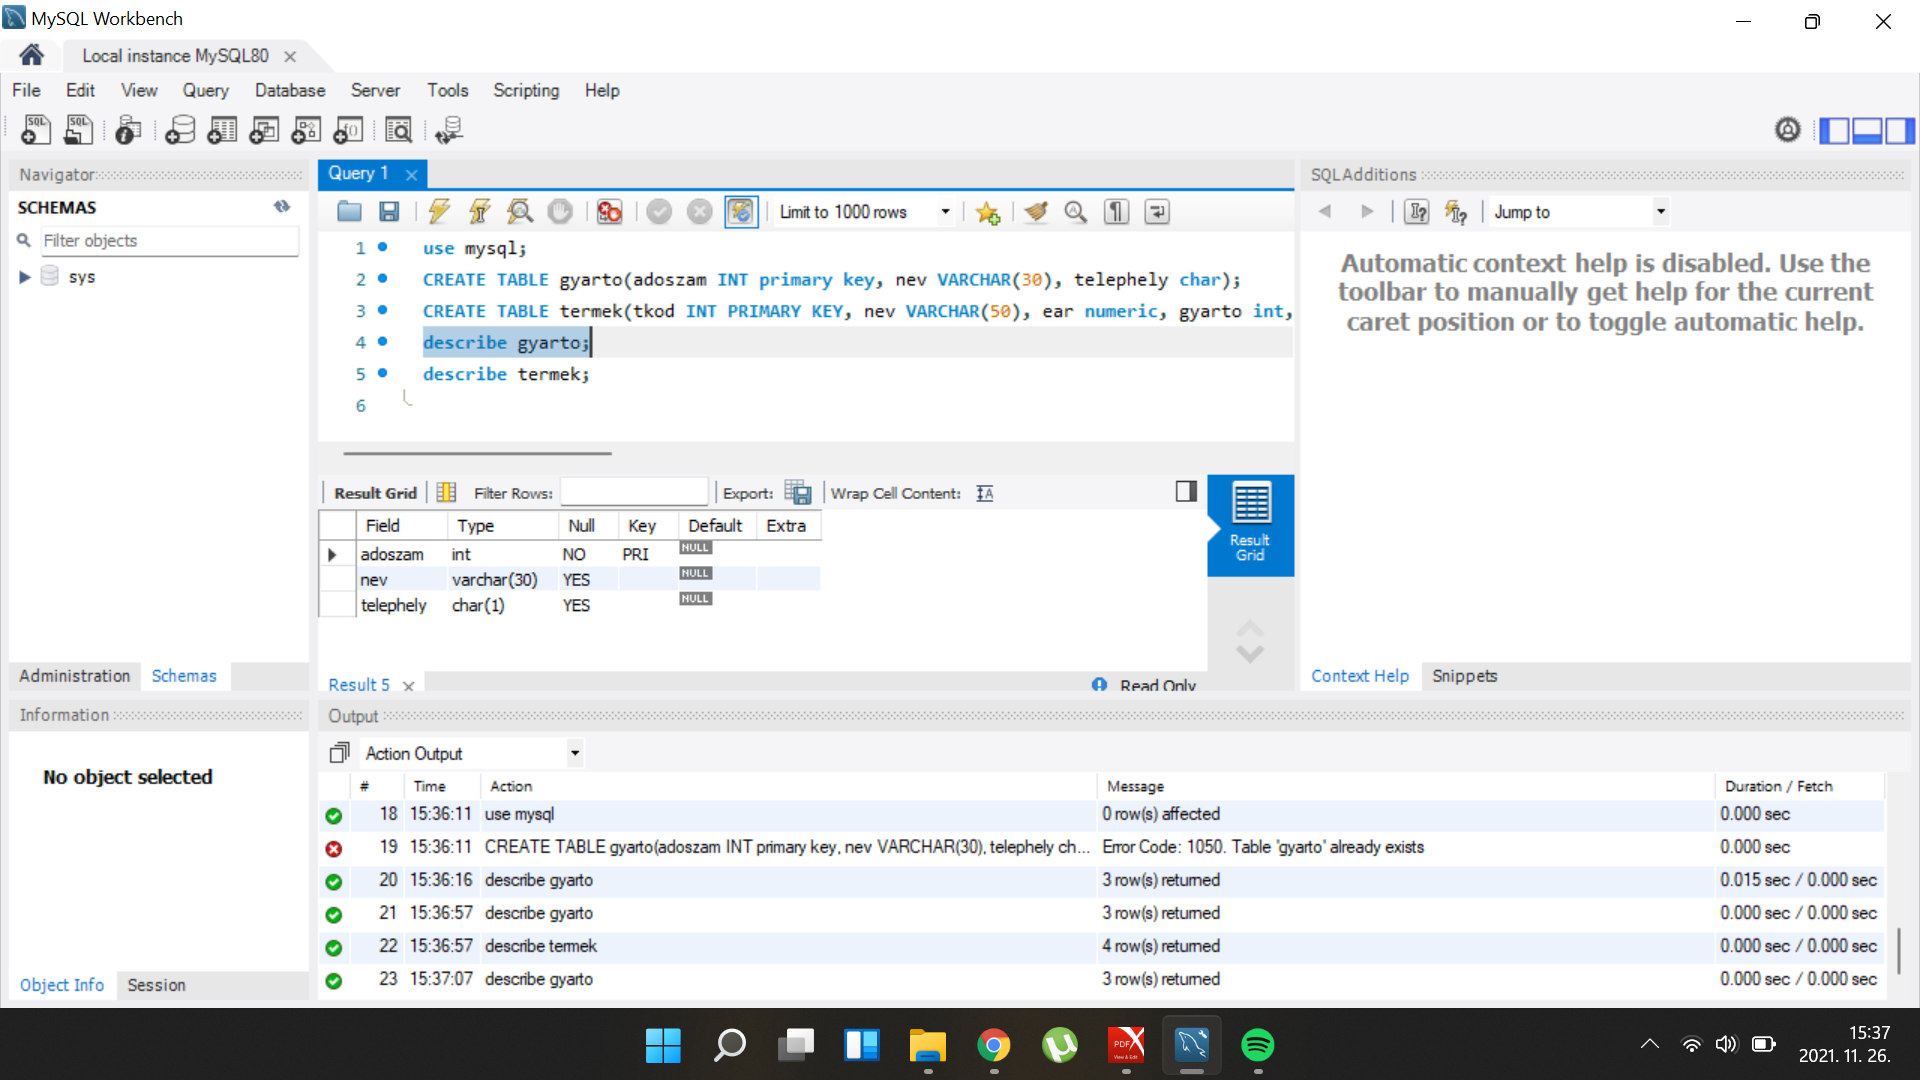 MySQL Workbench
Local instance MySQL80
File Edit View Query Database Server Tools Scripting Help
Navigator
SCHEMAS
Filter objects
sys
Administration Schemas
Information
No object selected
Object Info Session
Query 1
Limit to 1000 rows
1 use mysql;
2 CREATE TABLE gyarto(adoszam INT primary key, nev VARCHAR(30), telephely char);
3 CREATE TABLE termek(tkod INT PRIMARY KEY, nev VARCHAR(50), ear numeric, gyarto int,
4 describe gyarto;
5 describe termek;
6
Result Grid Filter Rows: Export: Wrap Cell Content:
Field Type Null Key Default Extra
adoszam int NO PRI NULL
nev varchar(30) YES NULL
telephely char(1) YES NULL
Result Grid
Result 5 Read Only
SQLAdditions
Jump to
Automatic context help is disabled. Use the
toolbar to manually get help for the current
caret position or to toggle automatic help.
Context Help Snippets
Output
Action Output
# Time Action Message Duration / Fetch
18 15:36:11 use mysql 0 row(s) affected 0.000 sec
19 15:36:11 CREATE TABLE gyarto(adoszam INT primary key, nev VARCHAR(30), telephely ch... Error Code: 1050. Table 'gyarto' already exists 0.000 sec
20 15:36:16 describe gyarto 3 row(s) returned 0.015 sec / 0.000 sec
21 15:36:57 describe gyarto 3 row(s) returned 0.000 sec / 0.000 sec
22 15:36:57 describe termek 4 row(s) returned 0.000 sec / 0.000 sec
23 15:37:07 describe gyarto 3 row(s) returned 0.000 sec / 0.000 sec
15:37
2021. 11. 26.